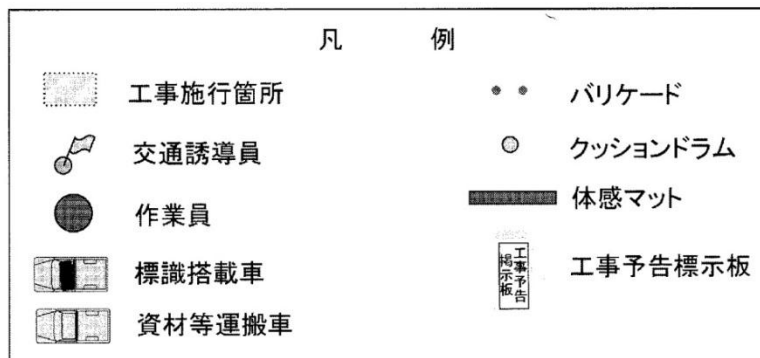 凡 例
工事施行箇所
交通誘導員
作業員
標識搭載車
資材等運搬車
バリケード
クッションドラム
体感マット
工事予告
掲示板
工事予告標示板